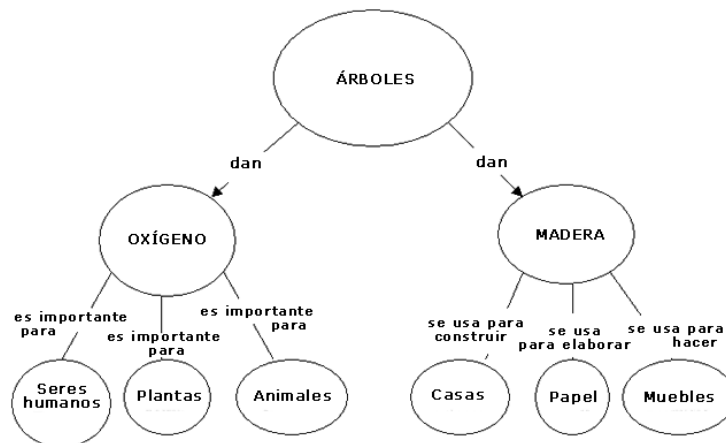 ÁRBOLES
dan
dan
OXÍGENO
MADERA
es importante
para
es importante
para
es importante
para
se usa para
construir
se usa
para elaborar
se usa para
hacer
Seres
humanos
Plantas
Animales
Casas
Papel
Muebles